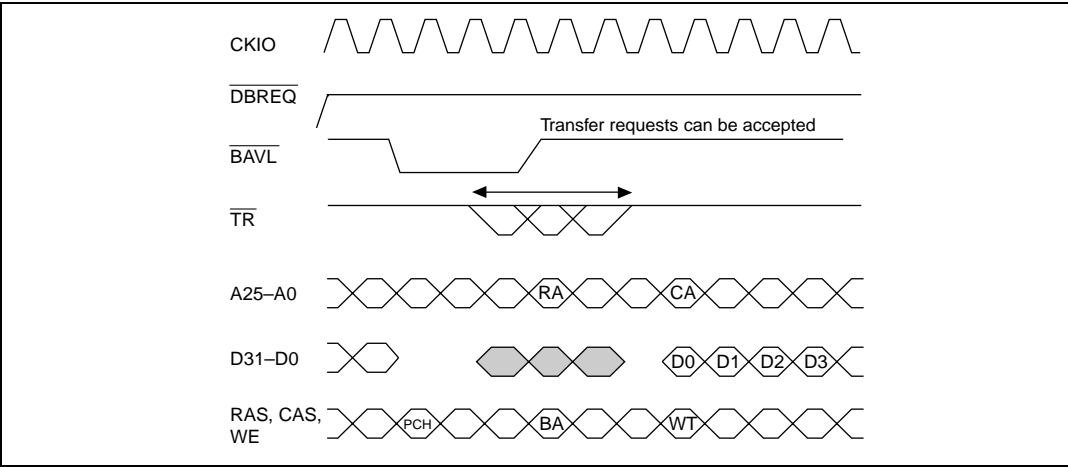 CKIO
DBREQ
Transfer requests can be accepted
BAVL
TR
A25–A0
RA
CA
D31–D0
D0 D1 D2 D3
RAS, CAS,
WE
PCH
BA
WT